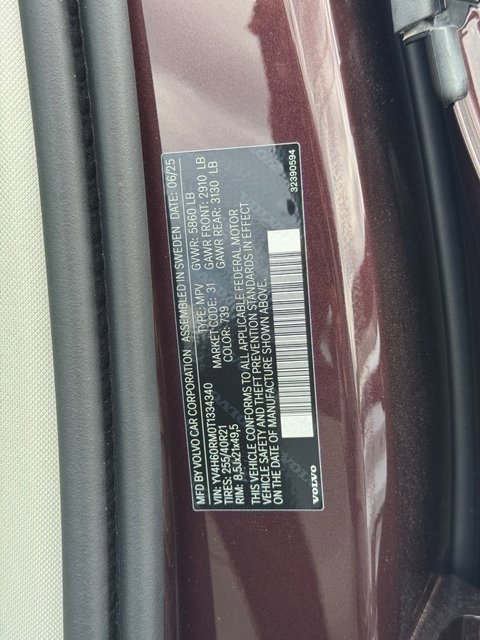 MFD BY VOLVO CAR CORPORATION ASSEMBLED IN SWEDEN DATE: 06/25
VIN: YV4H60RM0T1334340 TYPE: MPV GVWR: 5860 LB
TIRES: 255/40R21 MARKET CODE: 31 GAWR FRONT: 2910 LB
RIM: 8,5Jx21x49,5 COLOR: 739 GAWR REAR: 3130 LB
THIS VEHICLE CONFORMS TO ALL APPLICABLE FEDERAL MOTOR
VEHICLE SAFETY AND THEFT PREVENTION STANDARDS IN EFFECT
ON THE DATE OF MANUFACTURE SHOWN ABOVE.
VOLVO 32390594